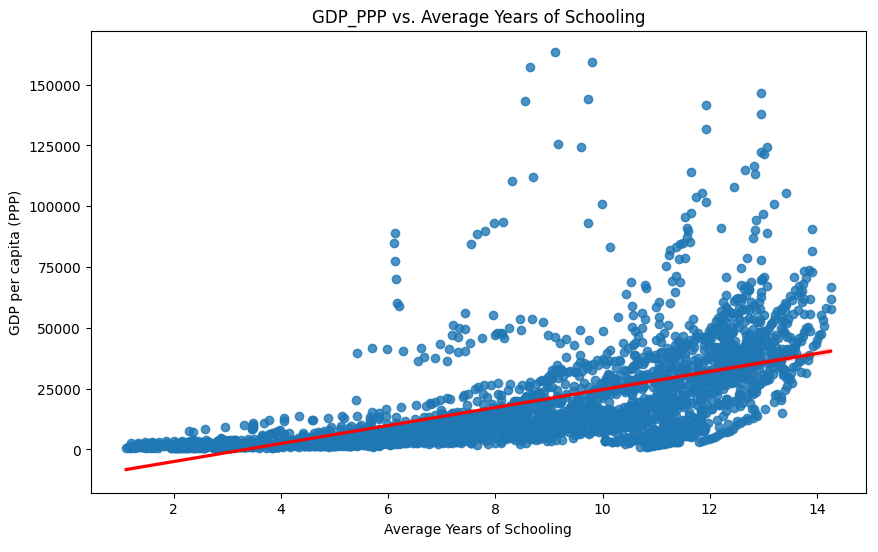 GDP_PPP vs. Average Years of Schooling
GDP per capita (PPP)
150000
125000
100000
75000
50000
25000
0
2 4 6 8 10 12 14
Average Years of Schooling